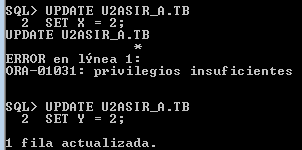 SQL> UPDATE U2ASIR_A.TB
2 SET X = 2;
UPDATE U2ASIR_A.TB
*
ERROR en lýnea 1:
ORA-01031: privilegios insuficientes
SQL> UPDATE U2ASIR_A.TB
2 SET Y = 2;
1 fila actualizada.